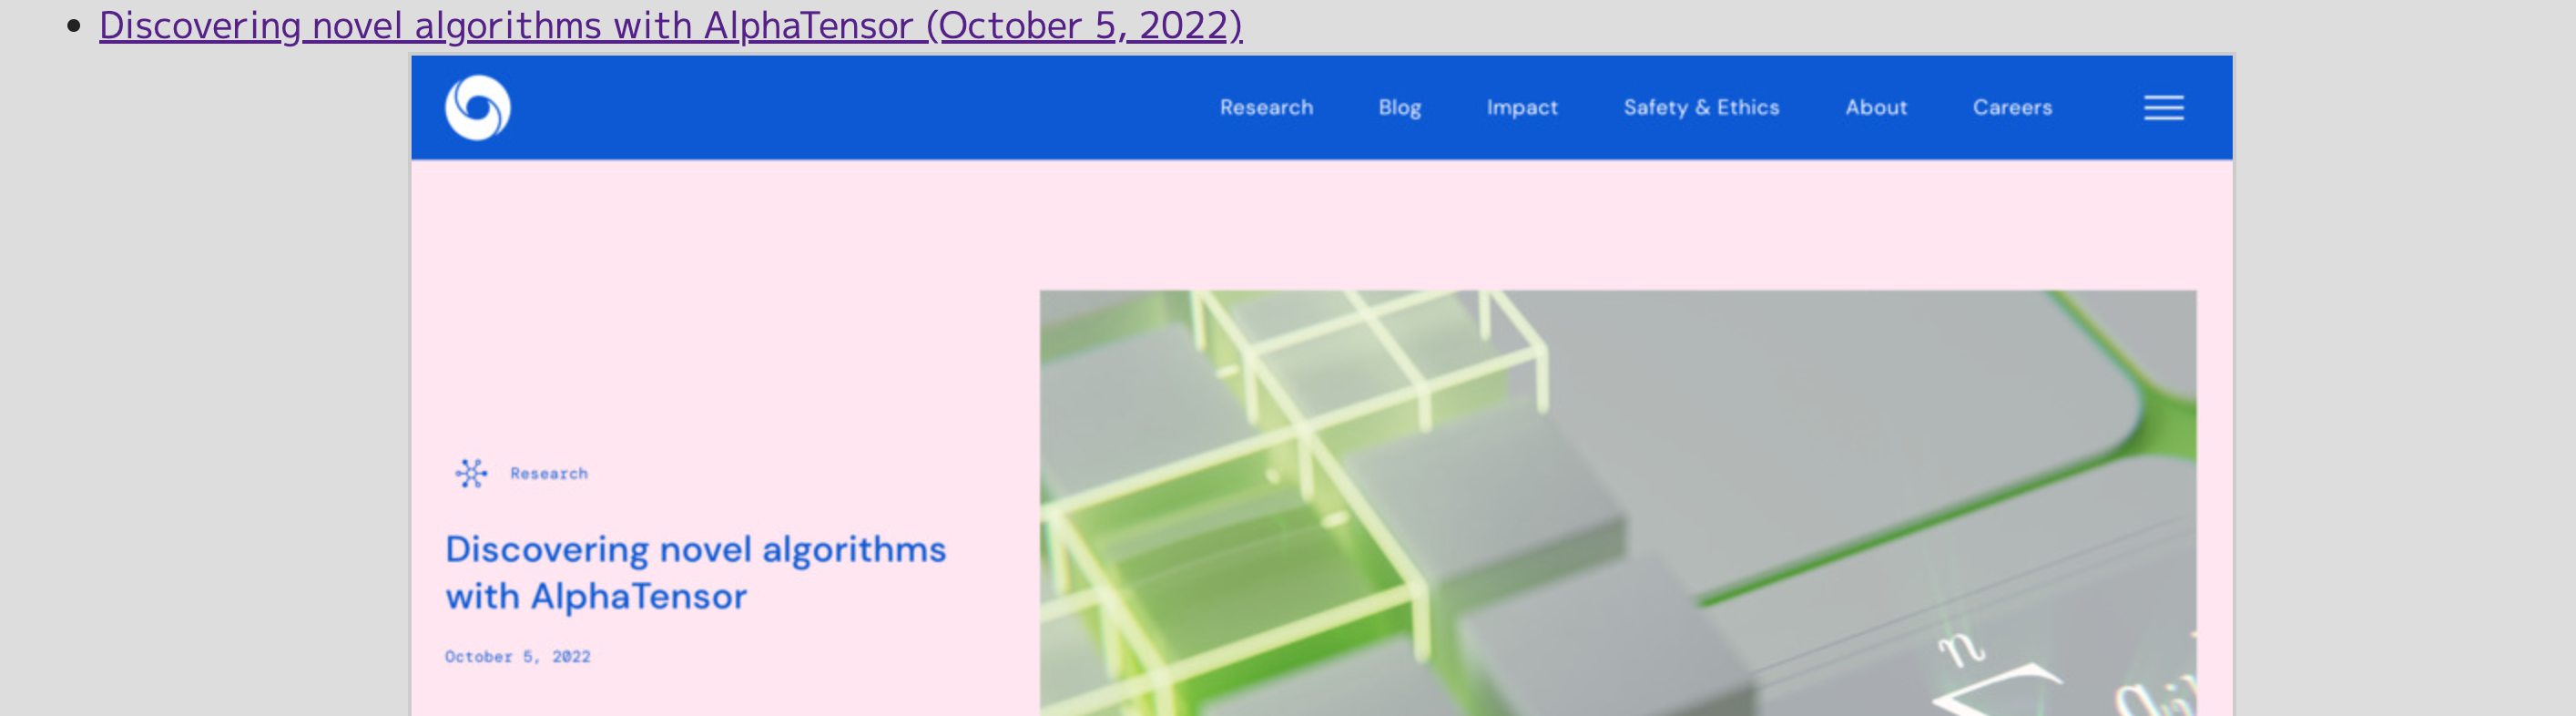 Discovering novel algorithms with AlphaTensor (October 5, 2022)
Research Blog Impact Safety & Ethics About Careers
Research
Discovering novel algorithms
with AlphaTensor
October 5, 2022
n
∑